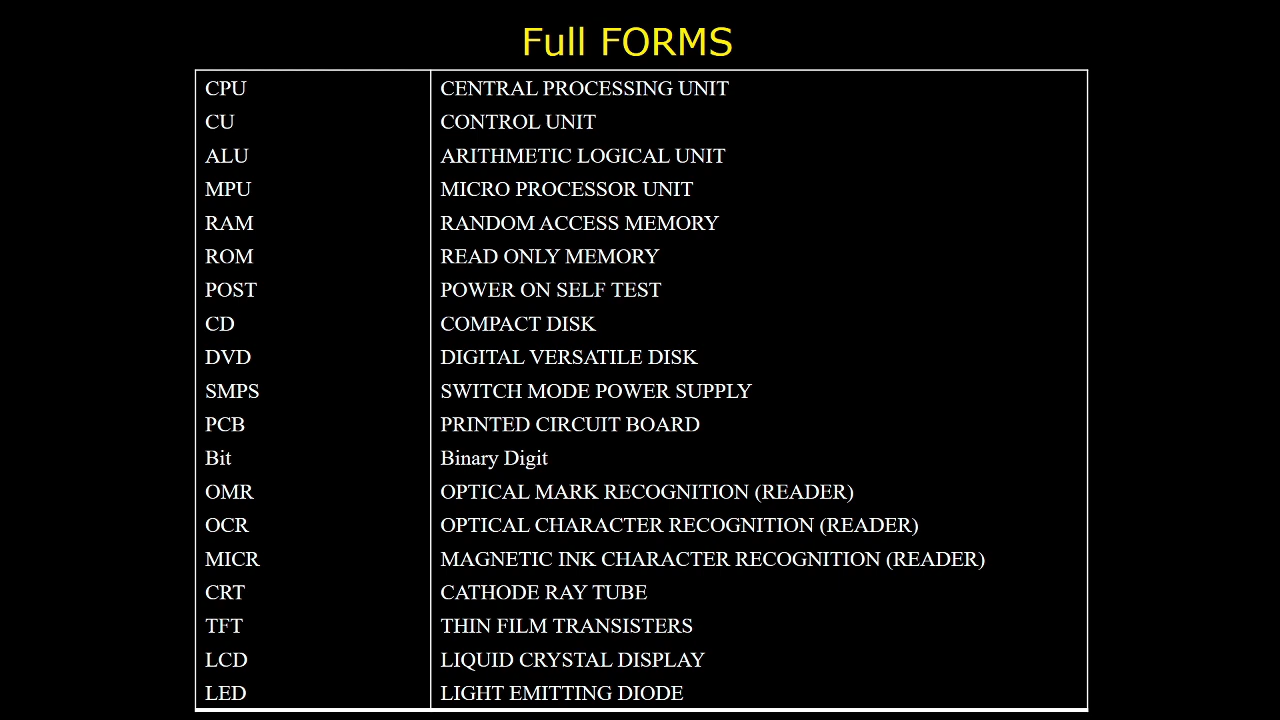 Full FORMS
CPU CENTRAL PROCESSING UNIT
CU CONTROL UNIT
ALU ARITHMETIC LOGICAL UNIT
MPU MICRO PROCESSOR UNIT
RAM RANDOM ACCESS MEMORY
ROM READ ONLY MEMORY
POST POWER ON SELF TEST
CD COMPACT DISK
DVD DIGITAL VERSATILE DISK
SMPS SWITCH MODE POWER SUPPLY
PCB PRINTED CIRCUIT BOARD
Bit Binary Digit
OMR OPTICAL MARK RECOGNITION (READER)
OCR OPTICAL CHARACTER RECOGNITION (READER)
MICR MAGNETIC INK CHARACTER RECOGNITION (READER)
CRT CATHODE RAY TUBE
TFT THIN FILM TRANSISTERS
LCD LIQUID CRYSTAL DISPLAY
LED LIGHT EMITTING DIODE